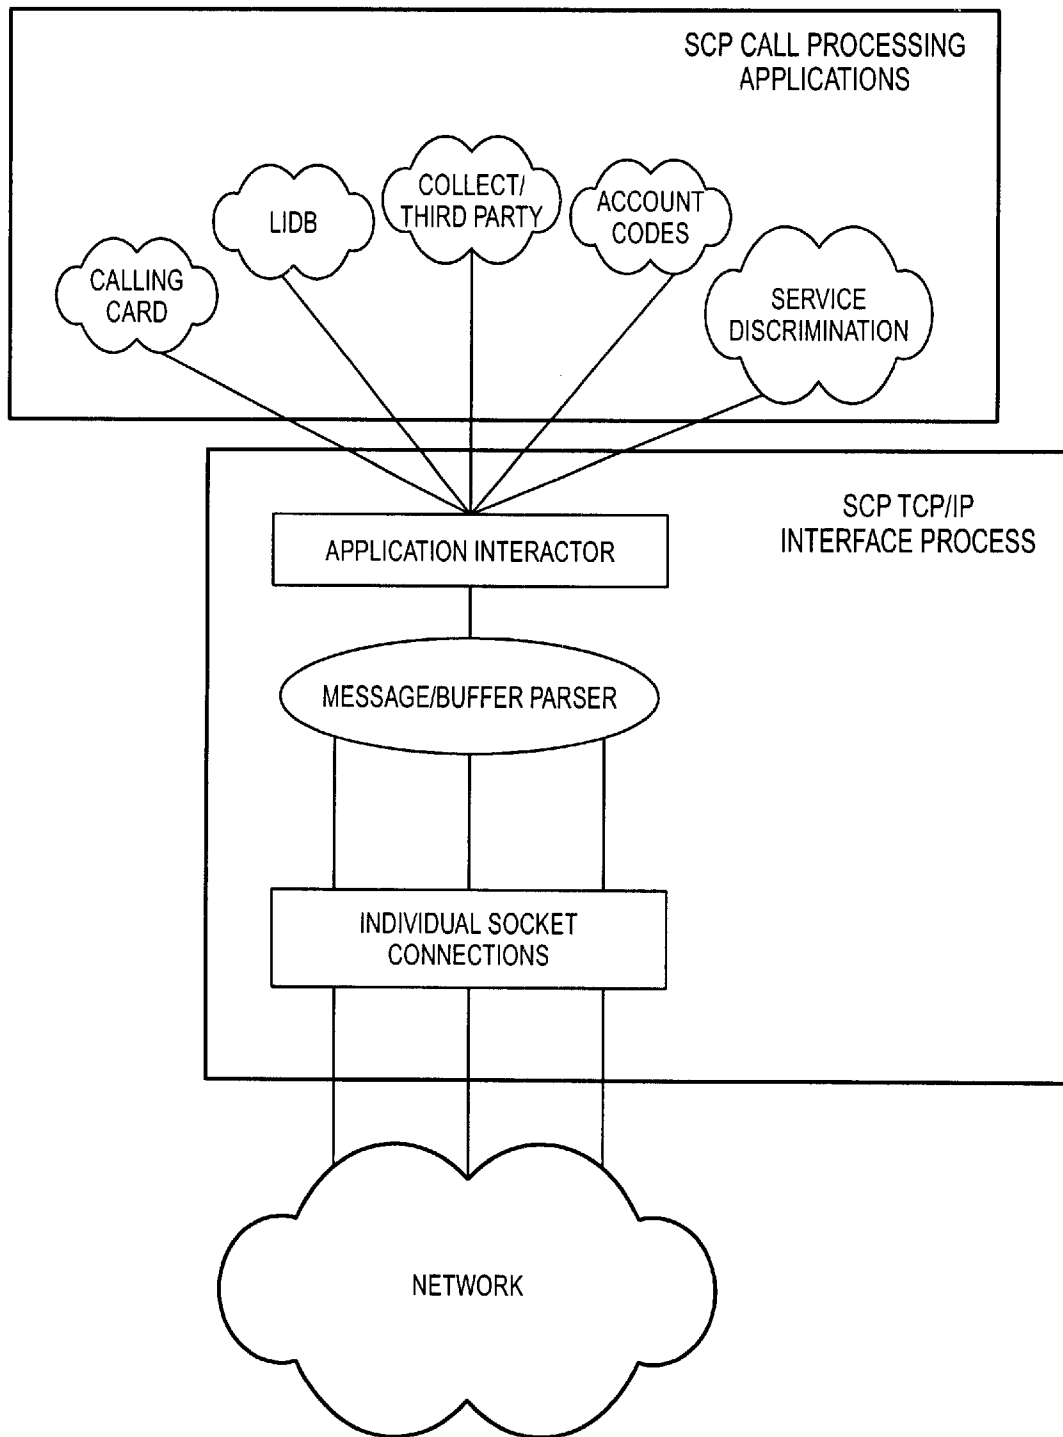 SCP CALL PROCESSING
APPLICATIONS
COLLECT/
THIRD PARTY
LIDB
ACCOUNT
CODES
CALLING
CARD
SERVICE
DISCRIMINATION
SCP TCP/IP
INTERFACE PROCESS
APPLICATION INTERACTOR
MESSAGE/BUFFER PARSER
INDIVIDUAL SOCKET
CONNECTIONS
NETWORK